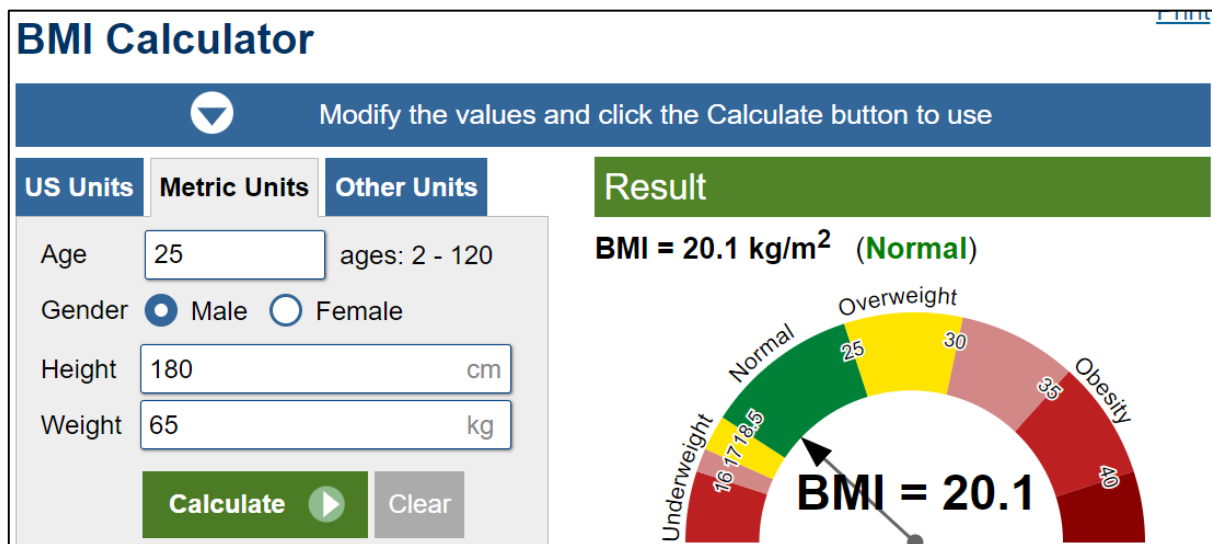 Print
BMI Calculator
Modify the values and click the Calculate button to use
US Units Metric Units Other Units
Age 25 ages: 2 - 120
Gender Male Female
Height 180 cm
Weight 65 kg
Calculate Clear
Result
BMI = 20.1 kg/m² (Normal)
Underweight
Normal
Overweight
Obesity
16
17
18.5
25
30
35
40
BMI = 20.1